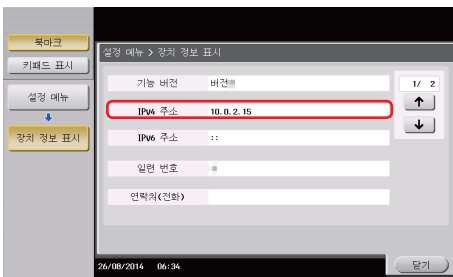 북마크
키패드 표시
설정 메뉴
장치 정보 표시
설정 메뉴 > 장치 정보 표시
기능 버전 버전
IPv4 주소 10.0.2.15
IPv6 주소 ::
일련 번호
연락처(전화)
1/ 2
26/08/2014 06:34
닫기